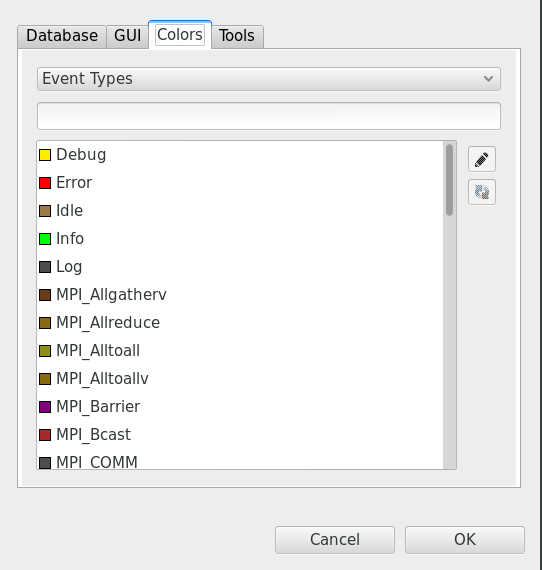 Database GUI Colors Tools
Event Types
Debug
Error
Idle
Info
Log
MPI_Allgatherv
MPI_Allreduce
MPI_Alltoall
MPI_Alltoallv
MPI_Barrier
MPI_Bcast
MPI_COMM
Cancel OK